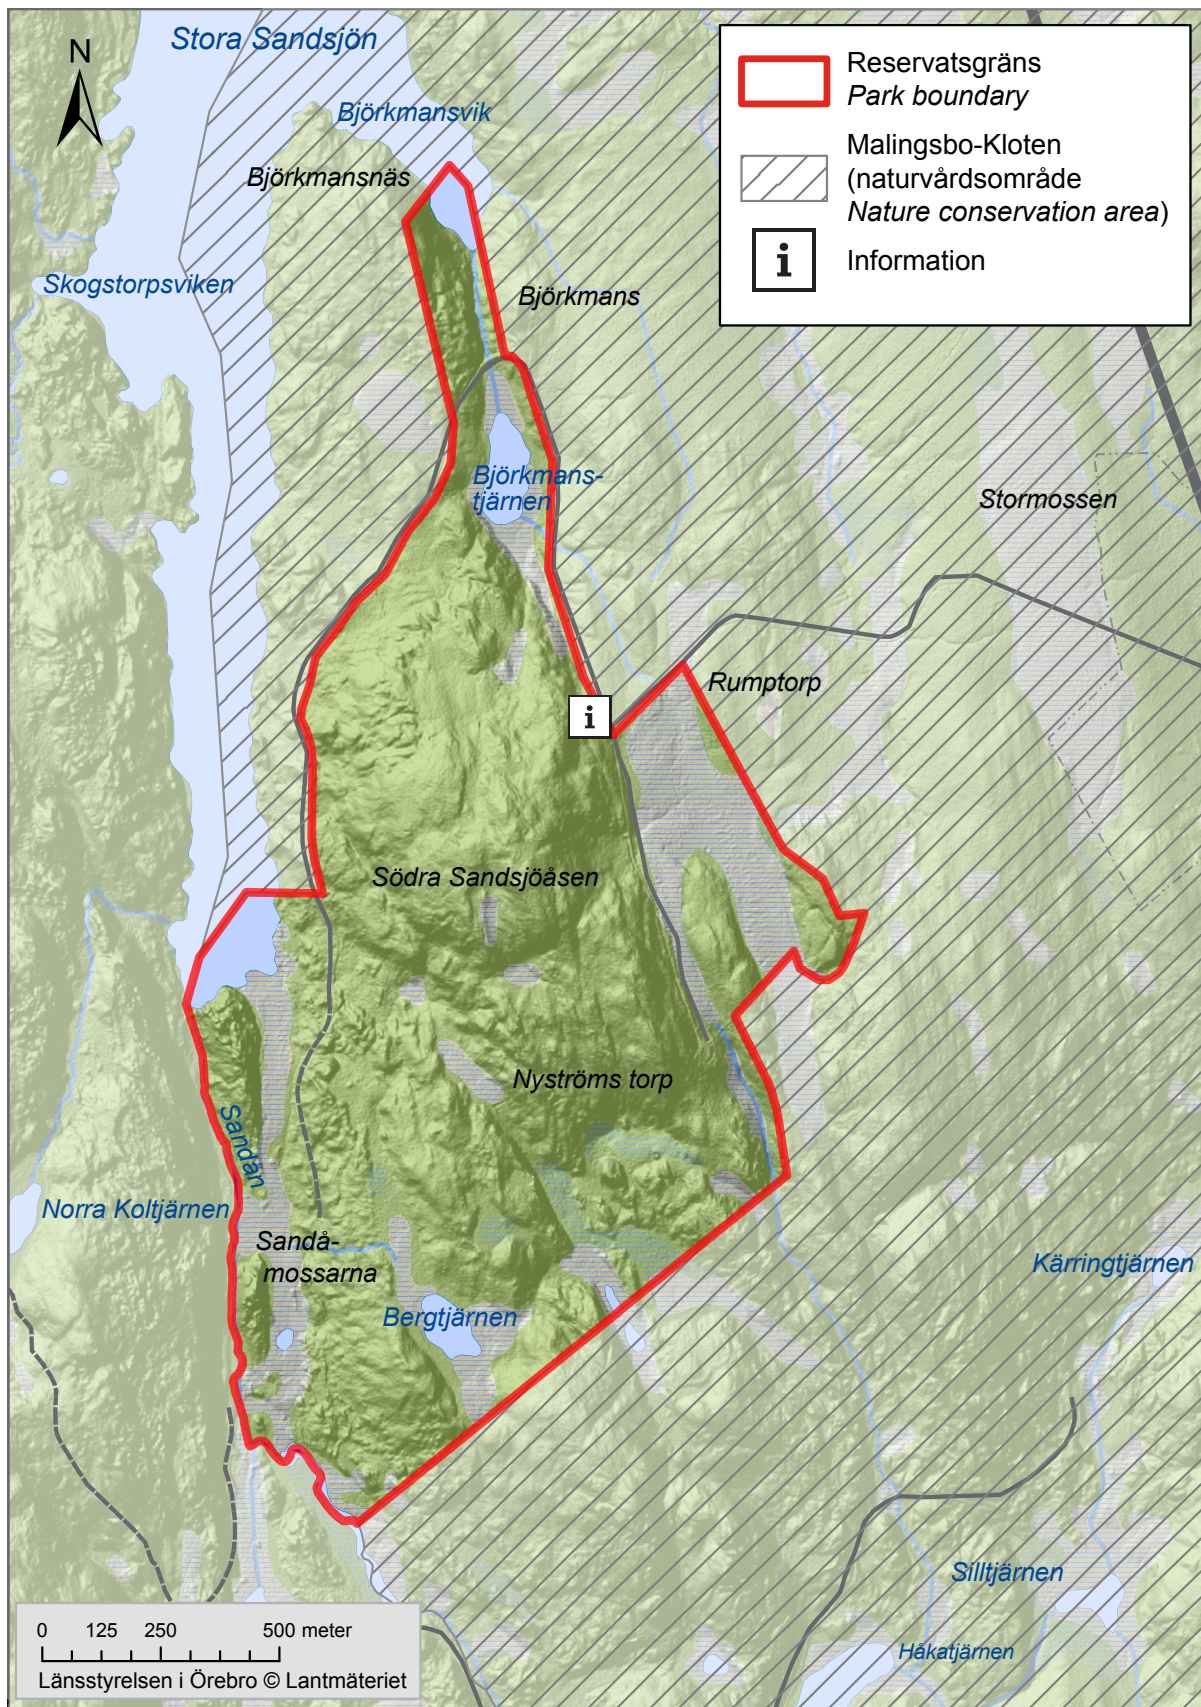 Stora Sandsjön
N
Björkmansvik
Björkmansnäs
Skogstorpsviken
Björkmans
Reservatsgräns
Park boundary
Malingsbo-Kloten
(naturvårdsområde
Nature conservation area)
i
Information
Björkmans-
tjärnen
Stormossen
Rumptorp
i
Södra Sandsjöåsen
Nyströms torp
Sandån
Norra Koltjärnen
Sandå-
mossarna
Bergtjärnen
Kärringtjärnen
Silltjärnen
Håkatjärnen
0 125 250 500 meter
Länsstyrelsen i Örebro © Lantmäteriet